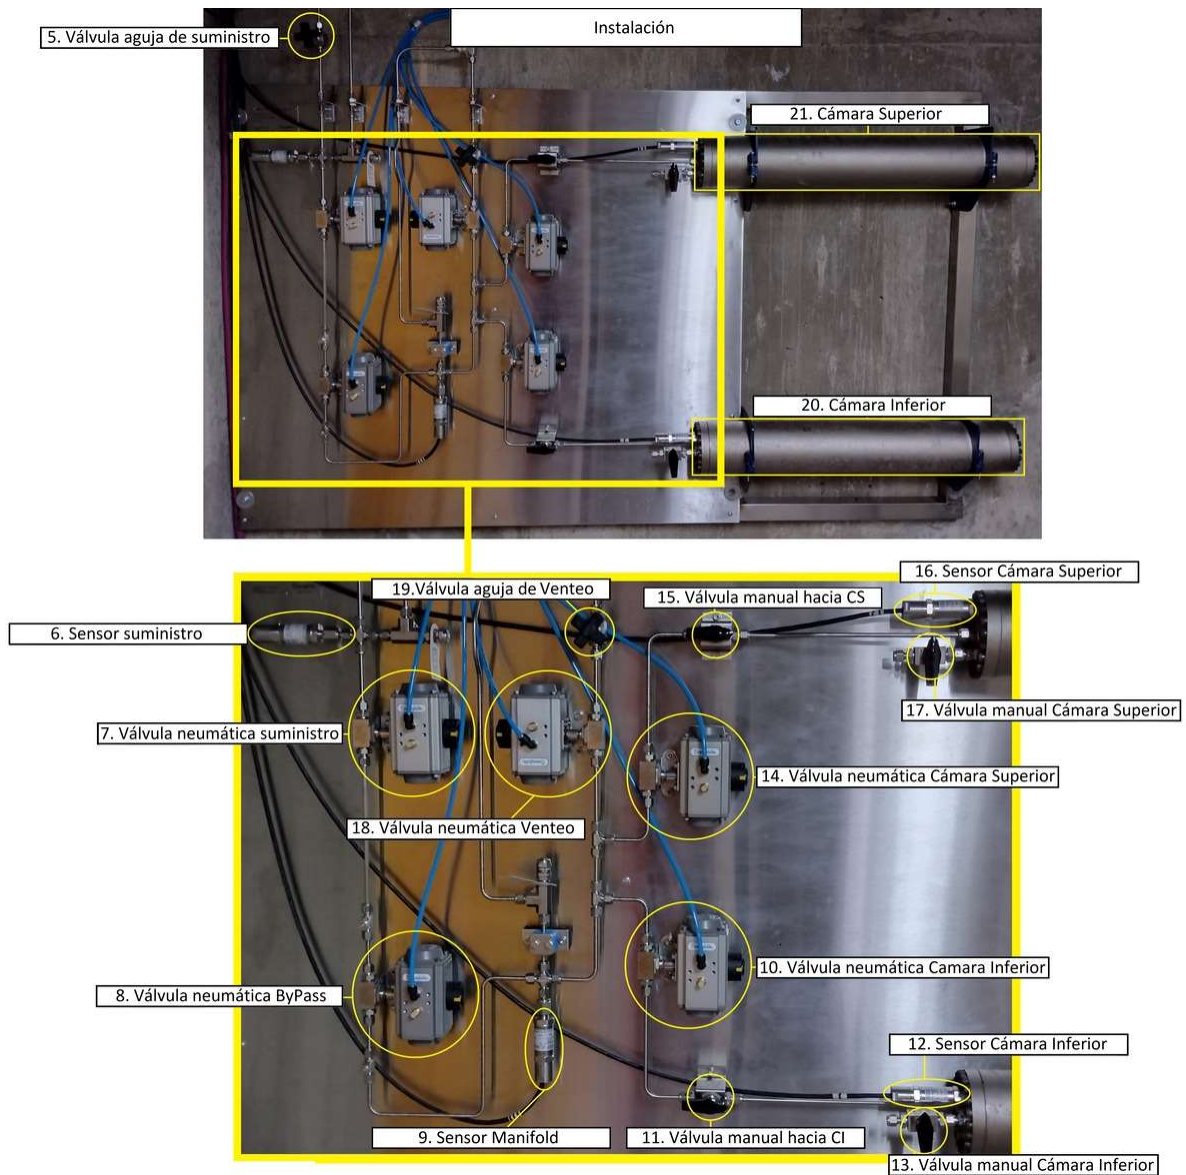 Instalación
5. Válvula aguja de suministro
21. Cámara Superior
20. Cámara Inferior
16. Sensor Cámara Superior
19.Válvula aguja de Venteo
15. Válvula manual hacia CS
6. Sensor suministro
17. Válvula manual Cámara Superior
7. Válvula neumática suministro
14. Válvula neumática Cámara Superior
18. Válvula neumática Venteo
10. Válvula neumática Camara Inferior
8. Válvula neumática ByPass
12. Sensor Cámara Inferior
9. Sensor Manifold
11. Válvula manual hacia CI
13. Válvula manual Cámara Inferior